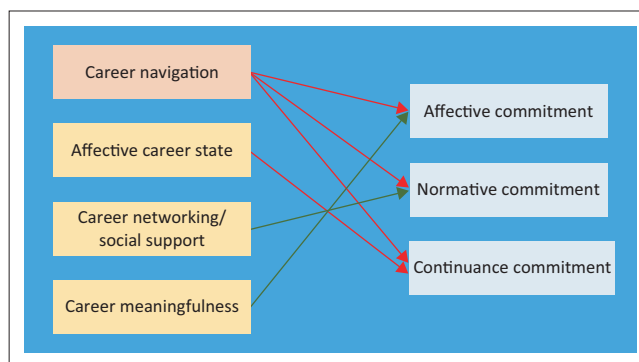 Career navigation
Affective career state
Career networking/
social support
Career meaningfulness
Affective commitment
Normative commitment
Continuance commitment